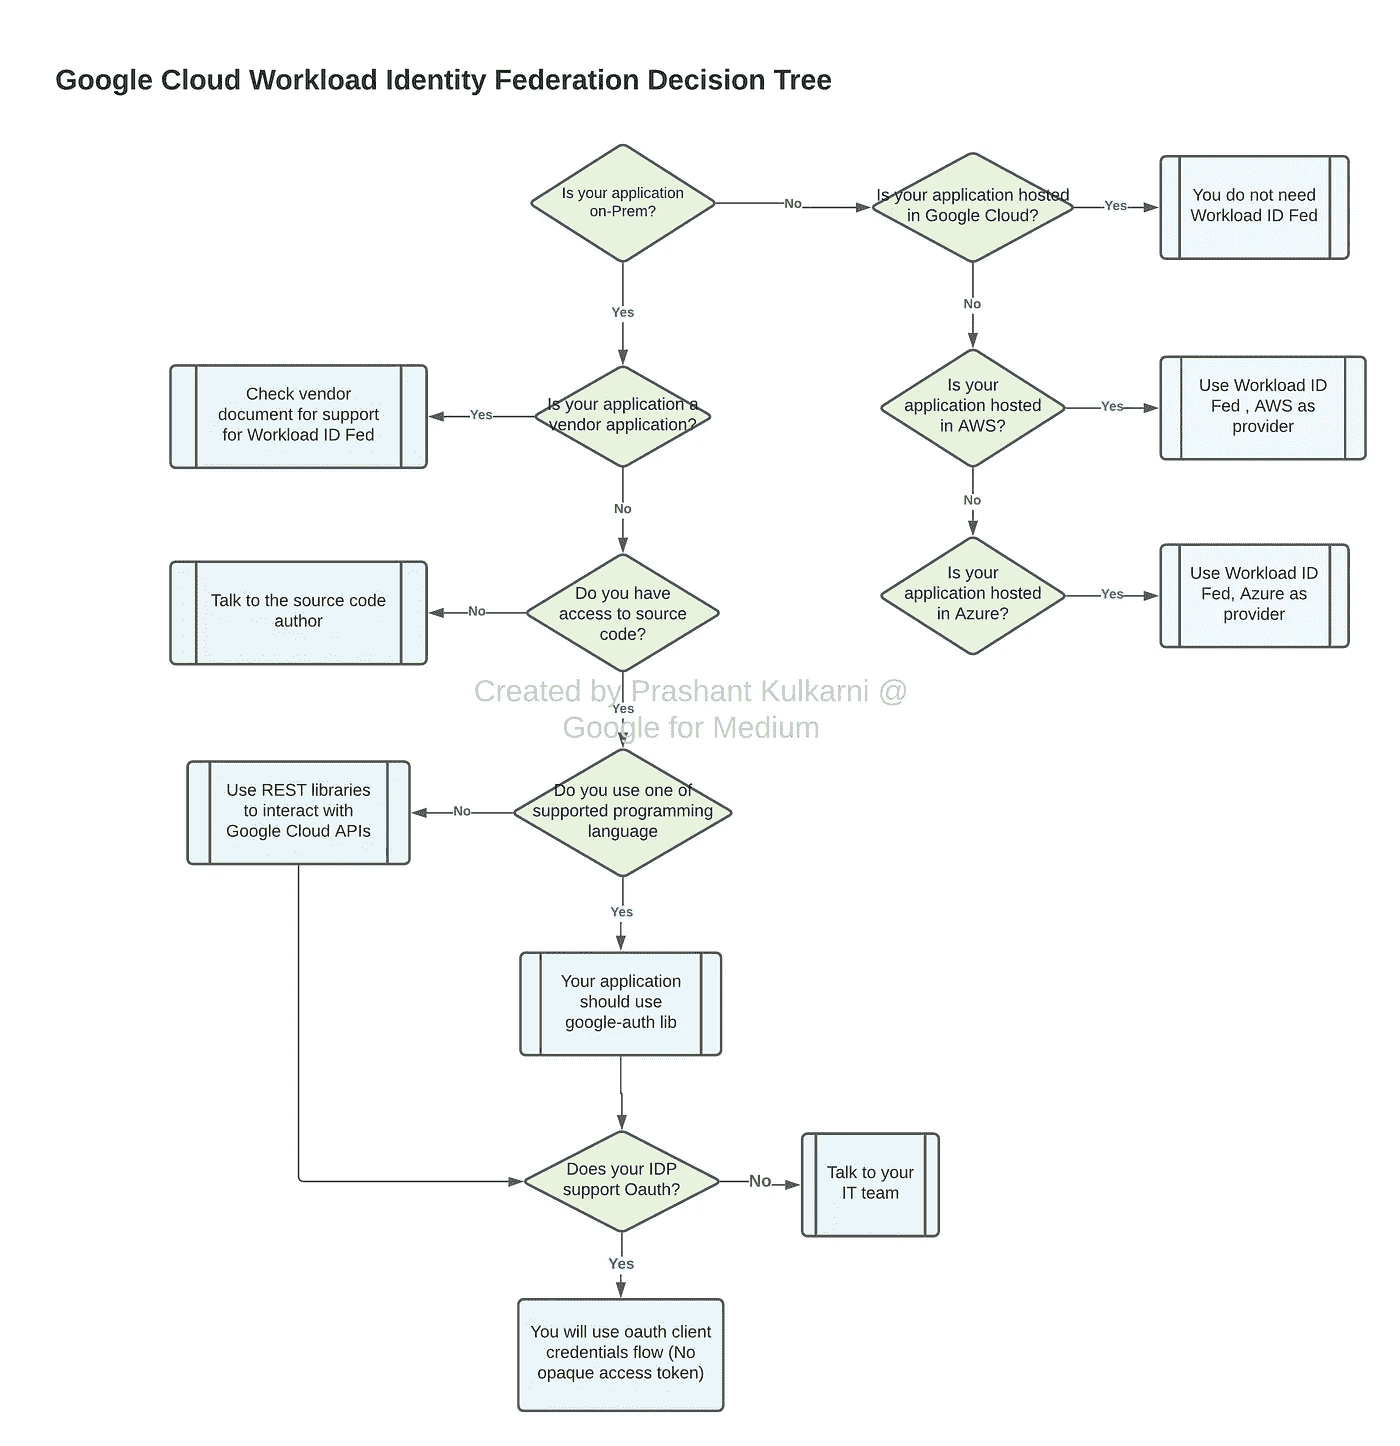 Google Cloud Workload Identity Federation Decision Tree
Is your application
on-Prem?
No
Is your application hosted
in Google Cloud?
Yes
You do not need
Workload ID Fed
Yes
No
Check vendor
document for support
for Workload ID Fed
Yes
Is your application a
vendor application?
Is your
application hosted
in AWS?
Yes
Use Workload ID
Fed , AWS as
provider
No
No
Talk to the source code
author
No
Do you have
access to source
code?
Is your
application hosted
in Azure?
Yes
Use Workload ID
Fed, Azure as
provider
Created by Prashant Kulkarni @
Yes
Google for Medium
Use REST libraries
to interact with
Google Cloud APIs
No
Do you use one of
supported programming
language
Yes
Your application
should use
google-auth lib
Does your IDP
support Oauth?
No
Talk to your
IT team
Yes
You will use oauth client
credentials flow (No
opaque access token)